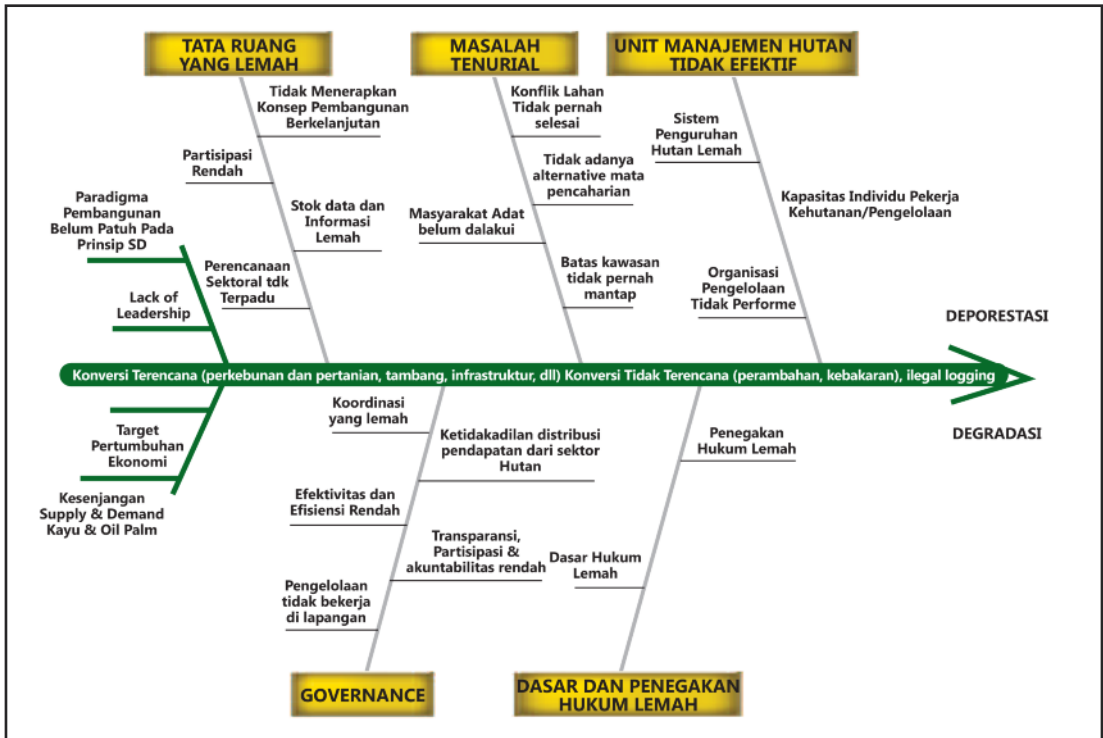 TATA RUANG
YANG LEMAH
MASALAH
TENURIAL
UNIT MANAJEMEN HUTAN
TIDAK EFEKTIF
Tidak Menerapkan
Konsep Pembangunan
Berkelanjutan
Partisipasi
Rendah
Stok data dan
Informasi
Lemah
Perencanaan
Sektoral tdk
Terpadu
Paradigma
Pembangunan
Belum Patuh Pada
Prinsip SD
Lack of
Leadership
Konflik Lahan
Tidak pernah
selesai
Tidak adanya
alternative mata
pencaharian
Masyarakat Adat
belum dalakui
Batas kawasan
tidak pernah
mantap
Sistem
Penguruhan
Hutan Lemah
Kapasitas Individu Pekerja
Kehutanan/Pengelolaan
Organisasi
Pengelolaan
Tidak Performe
DEPORESTASI
Konversi Terencana (perkebunan dan pertanian, tambang, infrastruktur, dll) Konversi Tidak Terencana (perambahan, kebakaran), ilegal logging
DEGRADASI
Target
Pertumbuhan
Ekonomi
Kesenjangan
Supply & Demand
Kayu & Oil Palm
Koordinasi
yang lemah
Ketidakadilan distribusi
pendapatan dari sektor
Hutan
Efektivitas dan
Efisiensi Rendah
Transparansi,
Partisipasi &
akuntabilitas rendah
Pengelolaan
tidak bekerja
di lapangan
Penegakan
Hukum Lemah
Dasar Hukum
Lemah
GOVERNANCE
DASAR DAN PENEGAKAN
HUKUM LEMAH